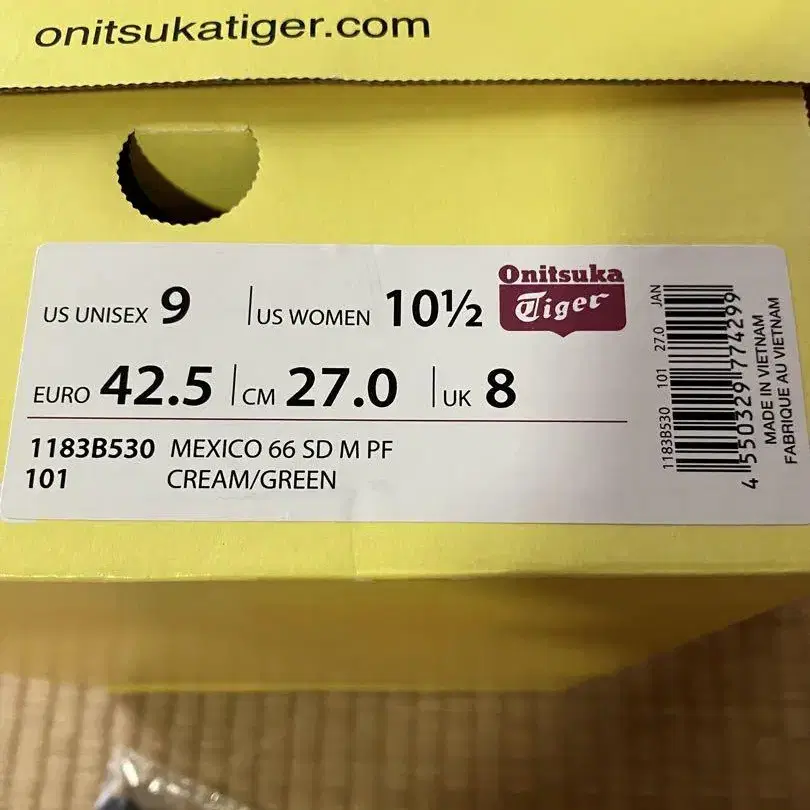 onitsukatiger.com
US UNISEX 9 US WOMEN 10½
Onitsuka
Tiger
EURO 42.5 CM 27.0 UK 8
1183B530 MEXICO 66 SD M PF
101 CREAM/GREEN
1183B530 101 27.0 JAN
4 550329 774299
MADE IN VIETNAM
FABRIQUE AU VIETNAM